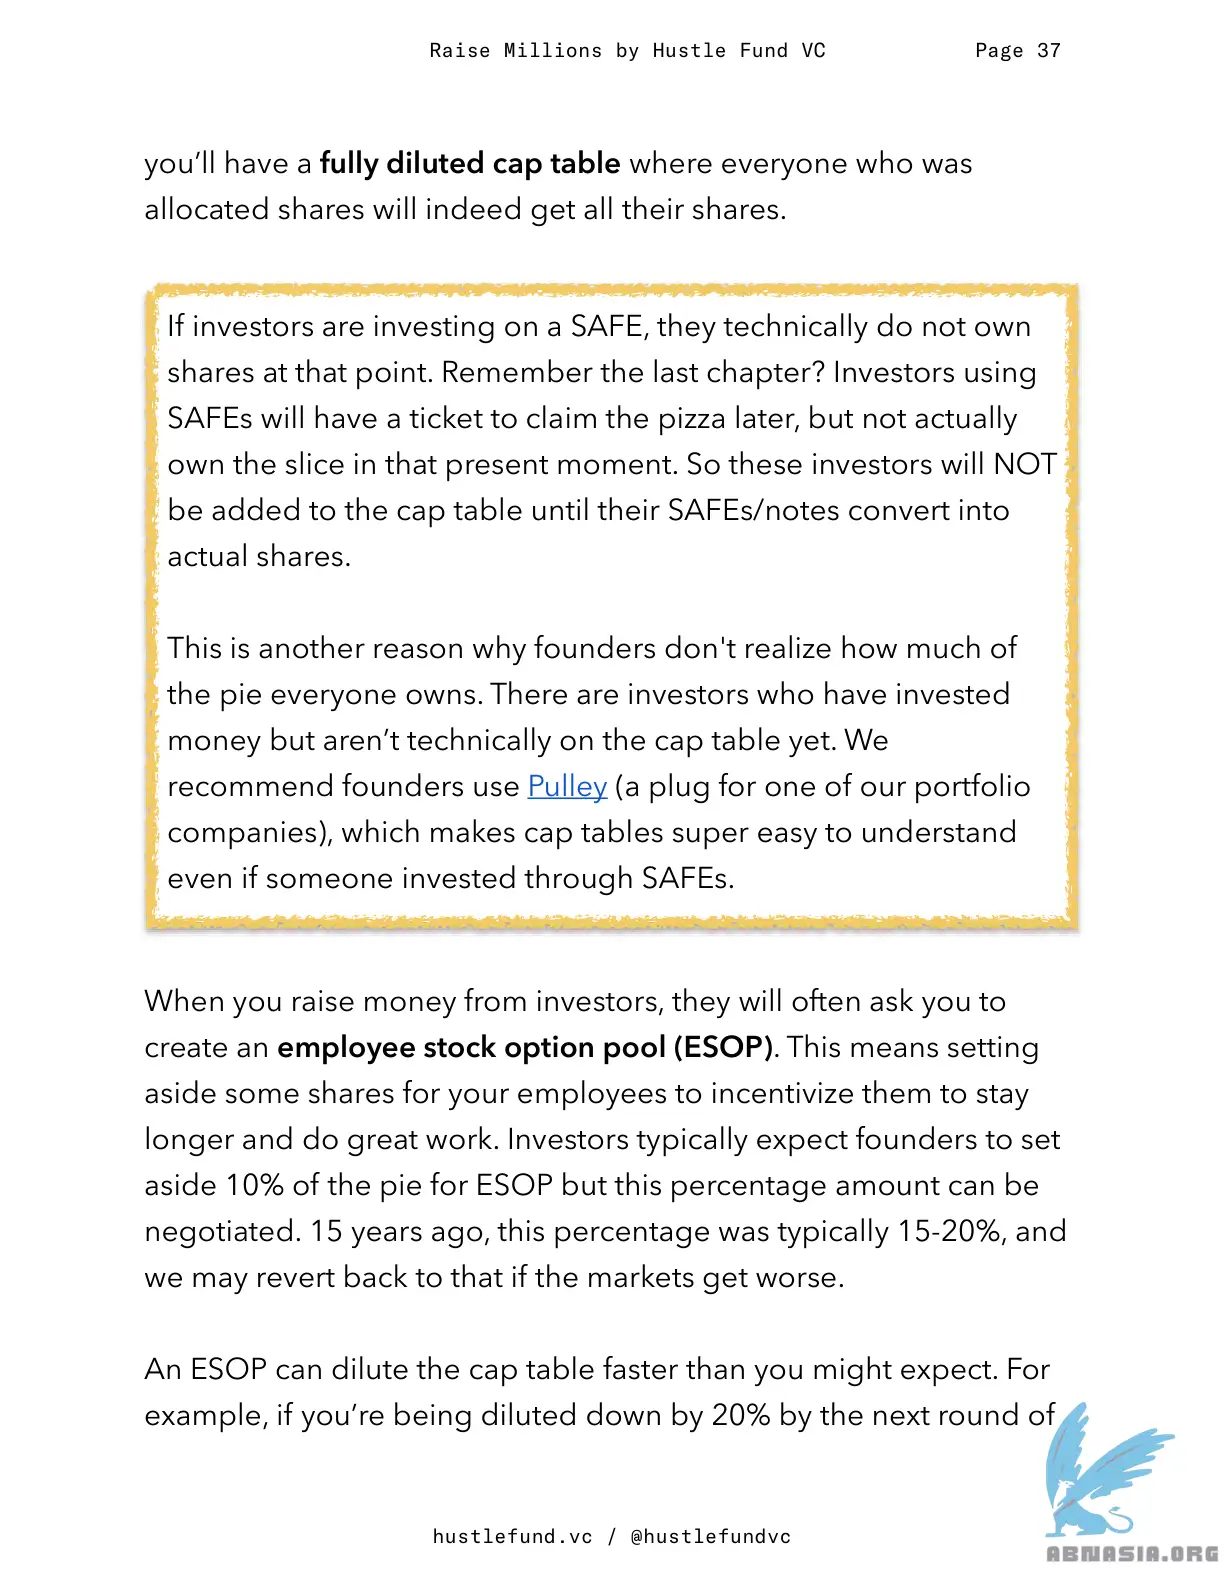 Raise Millions by Hustle Fund VC Page 37
you’ll have a fully diluted cap table where everyone who was
allocated shares will indeed get all their shares.
If investors are investing on a SAFE, they technically do not own
shares at that point. Remember the last chapter? Investors using
SAFEs will have a ticket to claim the pizza later, but not actually
own the slice in that present moment. So these investors will NOT
be added to the cap table until their SAFEs/notes convert into
actual shares.
This is another reason why founders don't realize how much of
the pie everyone owns. There are investors who have invested
money but aren’t technically on the cap table yet. We
recommend founders use Pulley (a plug for one of our portfolio
companies), which makes cap tables super easy to understand
even if someone invested through SAFEs.
When you raise money from investors, they will often ask you to
create an employee stock option pool (ESOP). This means setting
aside some shares for your employees to incentivize them to stay
longer and do great work. Investors typically expect founders to set
aside 10% of the pie for ESOP but this percentage amount can be
negotiated. 15 years ago, this percentage was typically 15-20%, and
we may revert back to that if the markets get worse.
An ESOP can dilute the cap table faster than you might expect. For
example, if you’re being diluted down by 20% by the next round of
hustlefund.vc / @hustlefundvc
ABNASIA.ORG